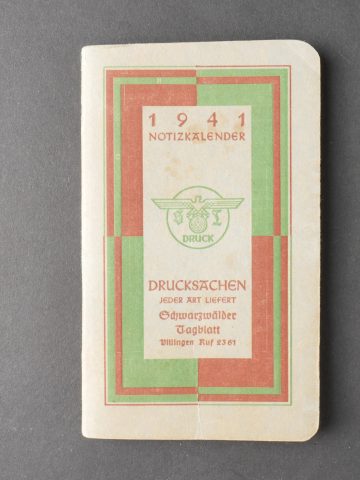 1941
NOTIZKALENDER
S T
DRUCK
DRUCKSACHEN
JEDER ART LIEFERT
Schwarzwälder
Tagblatt
Villingen Ruf 2361